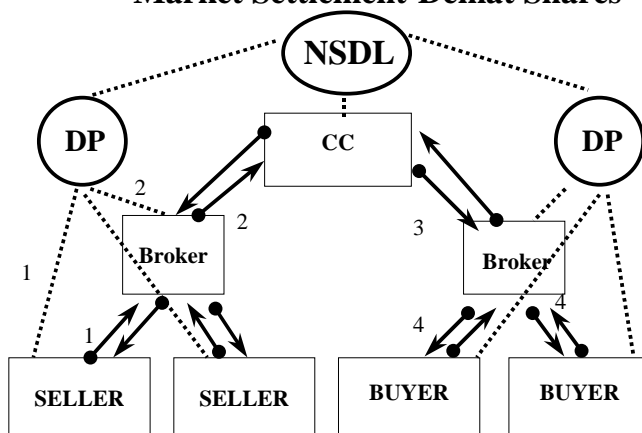 Market Settlement-Demat Shares
NSDL
DP
CC
DP
2
2
3
Broker
Broker
1
1
4
4
SELLER
SELLER
BUYER
BUYER